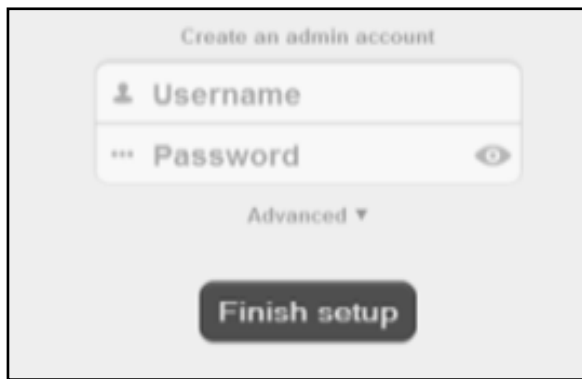 Create an admin account
Username
Password
Advanced ▼
Finish setup